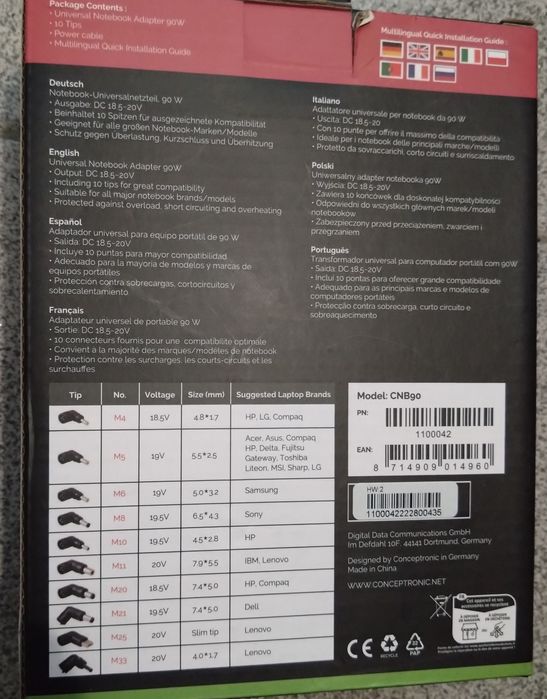 Package Contents :
• Universal Notebook Adapter 90W
• 10 Tips
• Power cable
• Multilingual Quick Installation Guide
Multilingual Quick Installation Guide :
Deutsch
Notebook-Universalnetzteil, 90 W
• Ausgabe: DC 18.5-20V
• Beinhaltet 10 Spitzen für ausgezeichnete Kompatibilität
• Geeignet für alle großen Notebook-Marken/Modelle
• Schutz gegen Überlastung, Kurzschluss und Überhitzung
English
Universal Notebook Adapter 90W
• Output: DC 18.5-20V
• Including 10 tips for great compatibility
• Suitable for all major notebook brands/models
• Protected against overload, short circuiting and overheating
Español
Adaptador universal para equipo portátil de 90 W
• Salida: DC 18.5-20V
• Incluye 10 puntas para mayor compatibilidad
• Adecuado para la mayoría de modelos y marcas de
equipos portátiles
• Protección contra sobrecargas, cortocircuitos y
sobrecalentamiento
Français
Adaptateur universel de portable 90 W
• Sortie: DC 18.5-20V
• 10 connecteurs fournis pour une compatibilité optimale
• Convient à la majorité des marques/modèles de notebook
• Protection contre les surcharges, les courts-circuits et les
surchauffes
Italiano
Adattatore universale per notebook da 90 W
• Uscita: DC 18.5-20
• Con 10 punte per offrire il massimo della compatibilità
• Ideale per i notebook delle principali marche/modelli
• Protetto da sovraccarichi, corto circuiti e surriscaldamento
Polski
Uniwersalny adapter notebooka 90W
• Wyjścia: DC 18.5-20V
• Zawiera 10 końcówek dla doskonałej kompatybilności
• Odpowiedni do wszystkich głównych marek/modeli
notebooków
• Zabezpieczony przed przeciążeniem, zwarciem i
przegrzaniem
Português
Transformador universal para computador portátil com 90W
• Saída: DC 18.5-20V
• Inclui 10 pontas para oferecer grande compatibilidade
• Adequado para as principais marcas e modelos de
computadores portáteis
• Protecção contra sobrecarga, curto circuito e
sobreaquecimento
Tip No. Voltage Size (mm) Suggested Laptop Brands
M4 18.5V 4.8*1.7 HP, LG, Compaq
M5 19V 5.5*2.5 Acer, Asus, Compaq
HP, Delta, Fujitsu
Gateway, Toshiba
Liteon, MSI, Sharp, LG
M6 19V 5.0*3.2 Samsung
M8 19.5V 6.5*4.3 Sony
M10 19.5V 4.5*2.8 HP
M11 20V 7.9*5.5 IBM, Lenovo
M20 18.5V 7.4*5.0 HP, Compaq
M21 19.5V 7.4*5.0 Dell
M25 20V Slim tip Lenovo
M33 20V 4.0*1.7 Lenovo
Model: CNB90
PN:
1100042
EAN:
8 714909 014960
HW:2
1100042222800435
Digital Data Communications GmbH
Im Defdahl 10F, 44141 Dortmund, Germany
Designed by Conceptronic in Germany
Made in China
WWW.CONCEPTRONIC.NET
FR
Cet appareil et ses
accessoires se recyclent
CE
RECYCLE
22
PAP